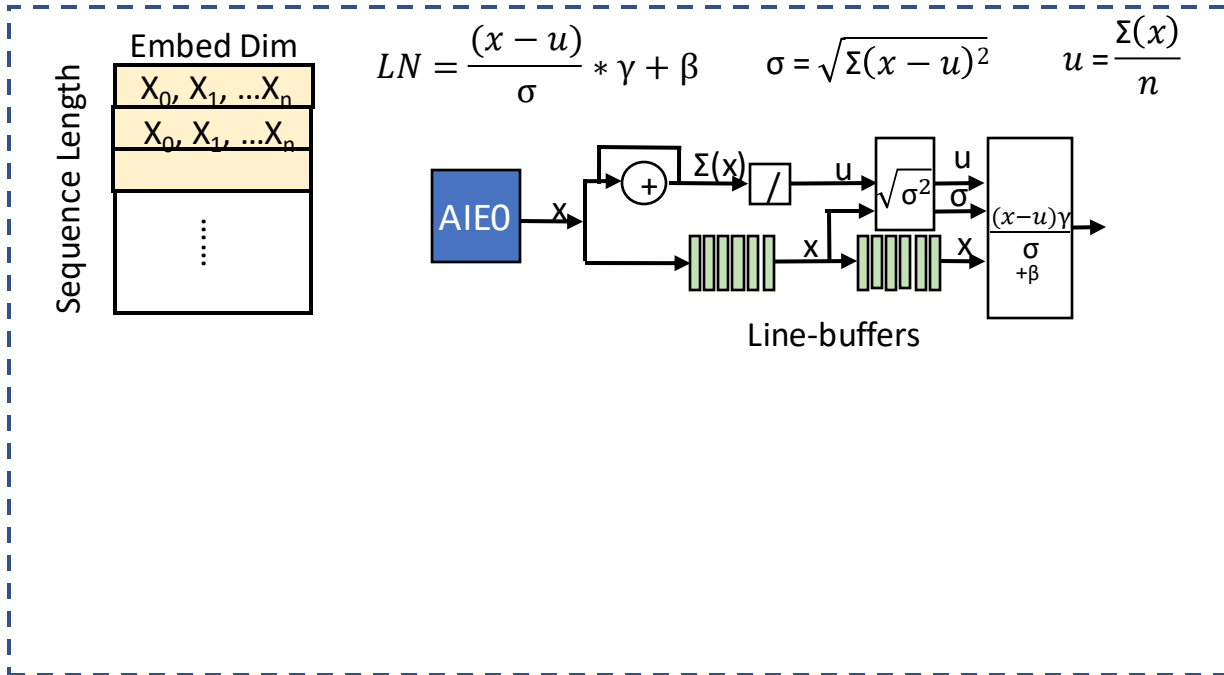 Embed Dim
Sequence Length
X₀, X₁, ...Xₙ
X₀, X₁, ...Xₙ
......
LN = (x − u)/σ * γ + β
σ = √Σ(x − u)²
u = Σ(x)/n
AIE0
x
+
Σ(x)
/
u
√σ²
u
σ
x
x
(x−u)γ
σ
+β
Line-buffers